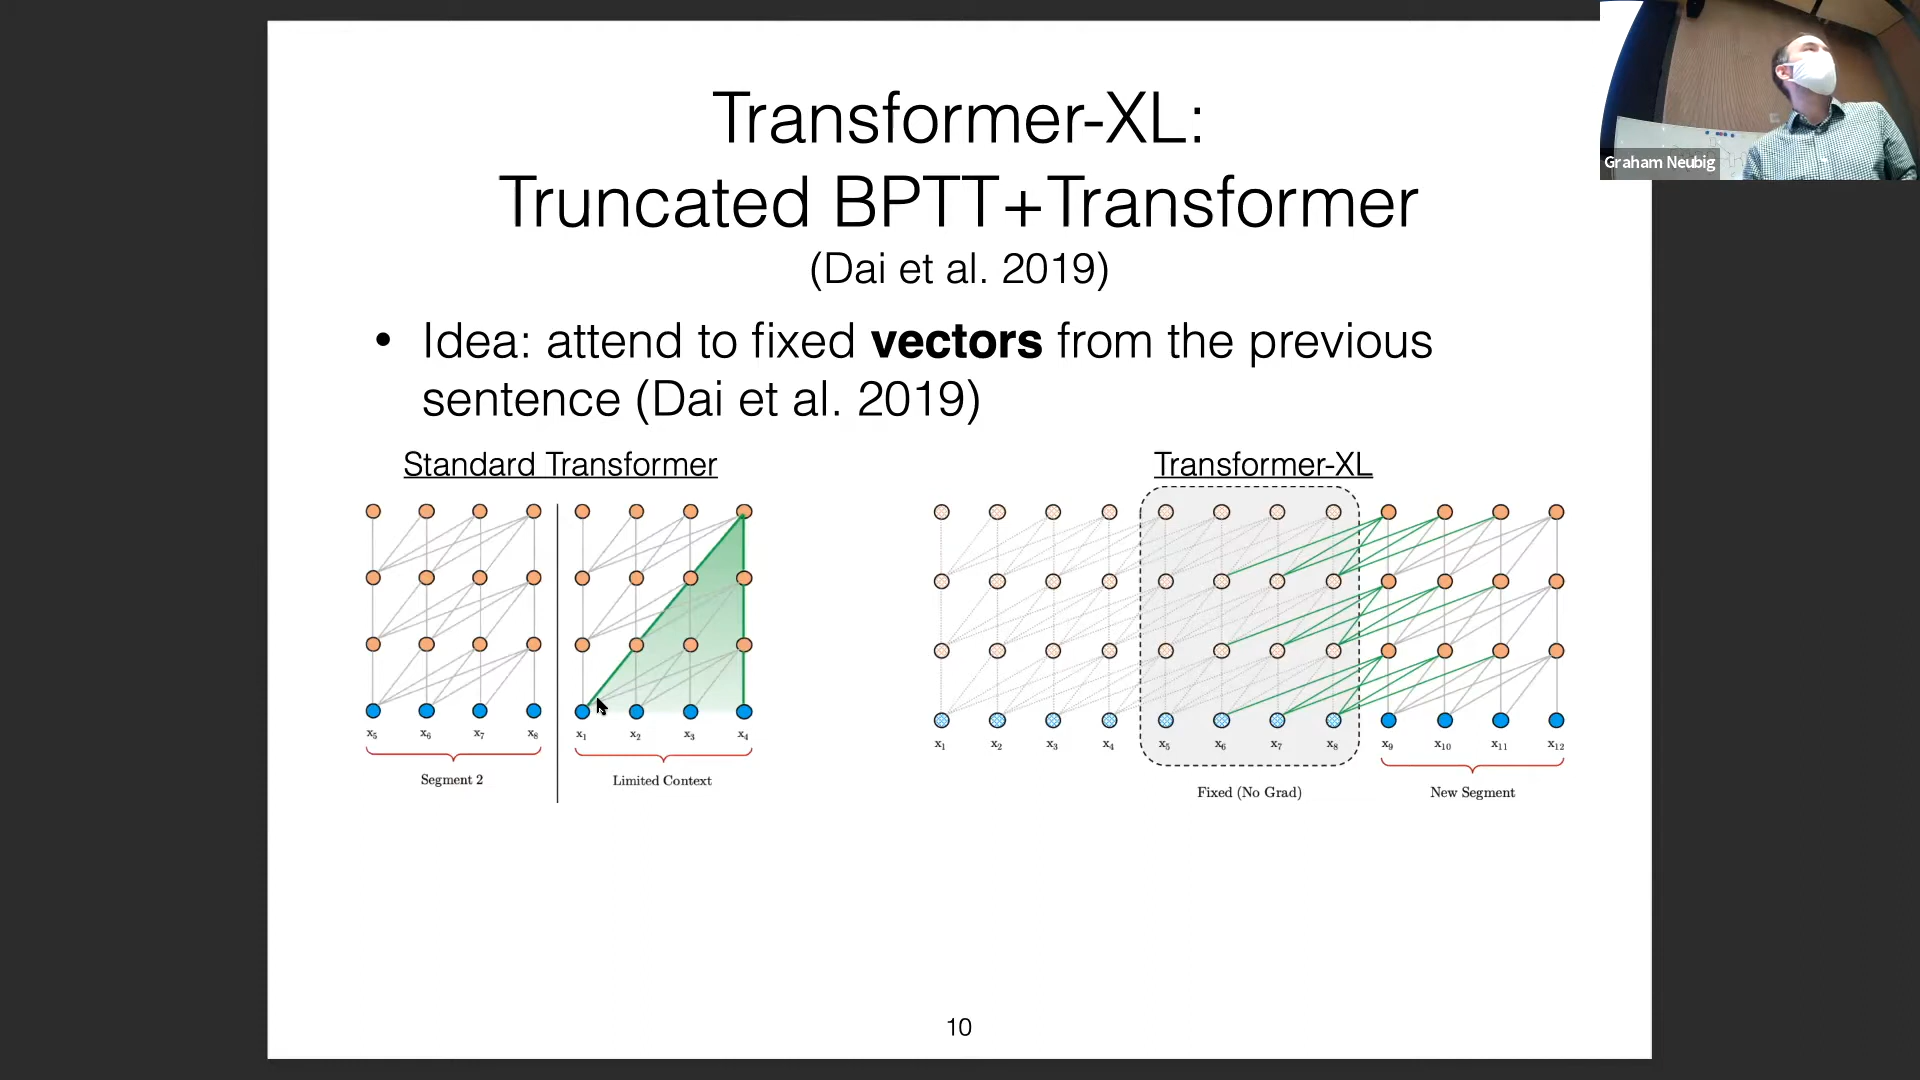 Transformer-XL:
Truncated BPTT+Transformer
(Dai et al. 2019)
• Idea: attend to fixed vectors from the previous
sentence (Dai et al. 2019)
Standard Transformer
x5 x6 x7 x8
Segment 2
x1 x2 x3 x4
Limited Context
Transformer-XL
x1 x2 x3 x4 x5 x6 x7 x8 x9 x10 x11 x12
Fixed (No Grad)
New Segment
10
Graham Neubig